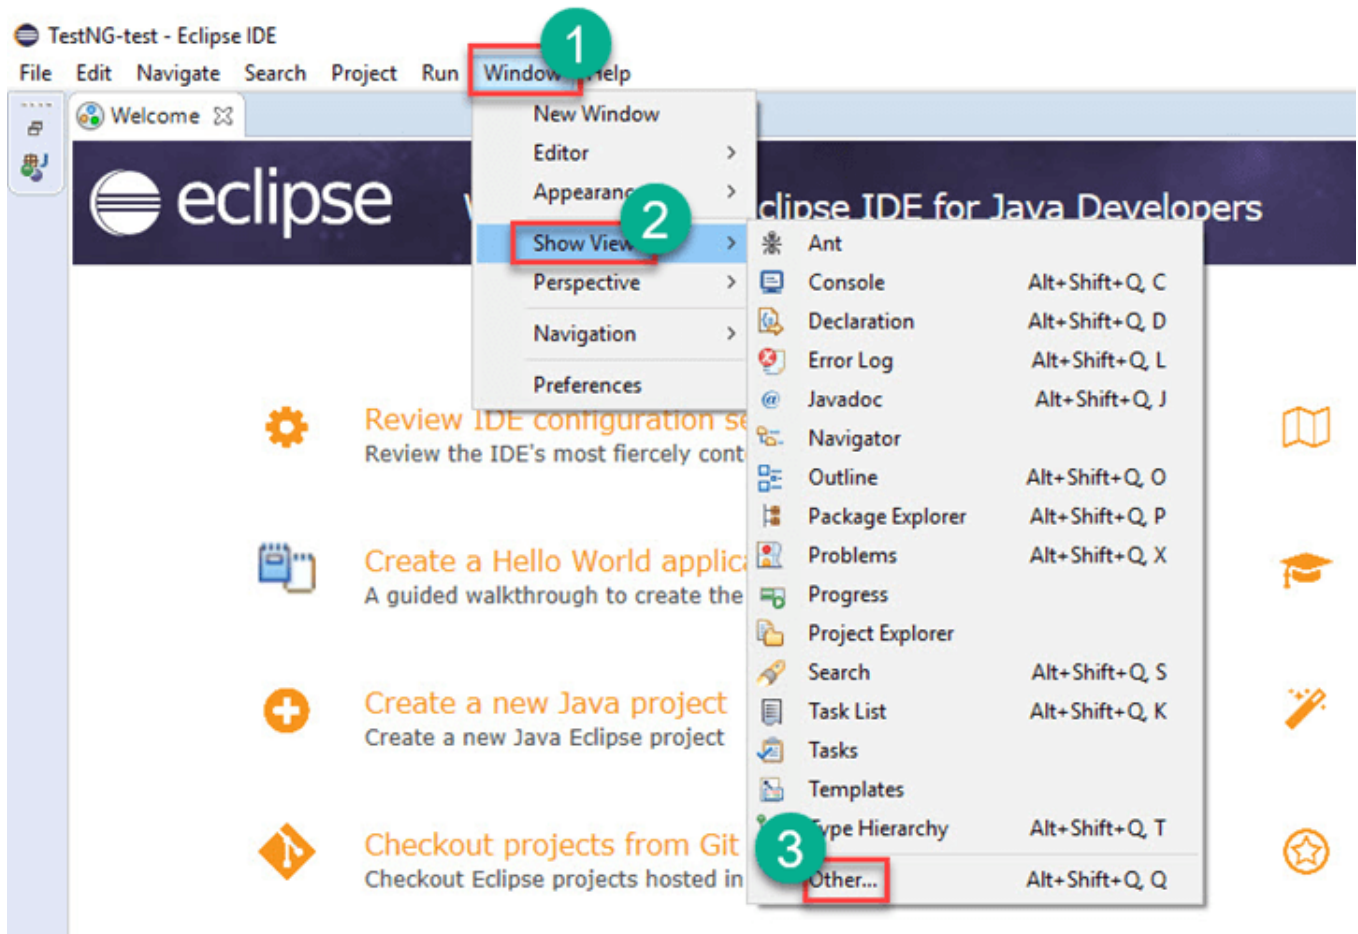 TestNG-test - Eclipse IDE
1
File Edit Navigate Search Project Run Window Help
Welcome
New Window
Editor
Appearanc
eclipse
clipse IDE for Java Developers
2
Show View
Perspective
Navigation
Preferences
Ant
Console Alt+Shift+Q, C
Declaration Alt+Shift+Q, D
Error Log Alt+Shift+Q, L
Javadoc Alt+Shift+Q, J
Navigator
Outline Alt+Shift+Q, O
Package Explorer Alt+Shift+Q, P
Problems Alt+Shift+Q, X
Progress
Project Explorer
Search Alt+Shift+Q, S
Task List Alt+Shift+Q, K
Tasks
Templates
Type Hierarchy Alt+Shift+Q, T
3
Other... Alt+Shift+Q, Q
Review IDE configuration se
Review the IDE's most fiercely cont
Create a Hello World applica
A guided walkthrough to create the
Create a new Java project
Create a new Java Eclipse project
Checkout projects from Git
Checkout Eclipse projects hosted in